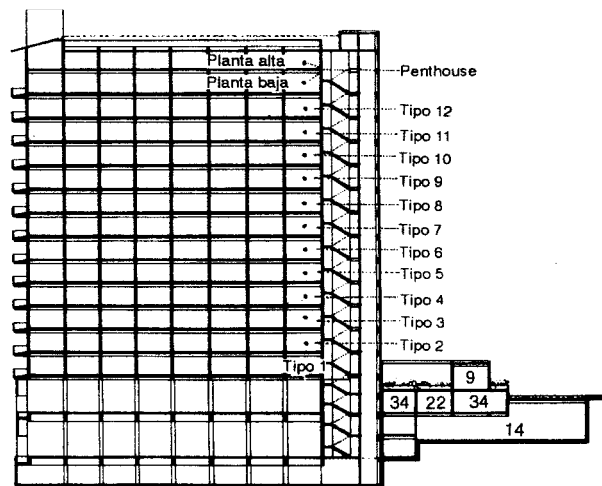 Planta alta
Penthouse
Planta baja
Tipo 12
Tipo 11
Tipo 10
Tipo 9
Tipo 8
Tipo 7
Tipo 6
Tipo 5
Tipo 4
Tipo 3
Tipo 2
Tipo 1
9
34 22 34
14